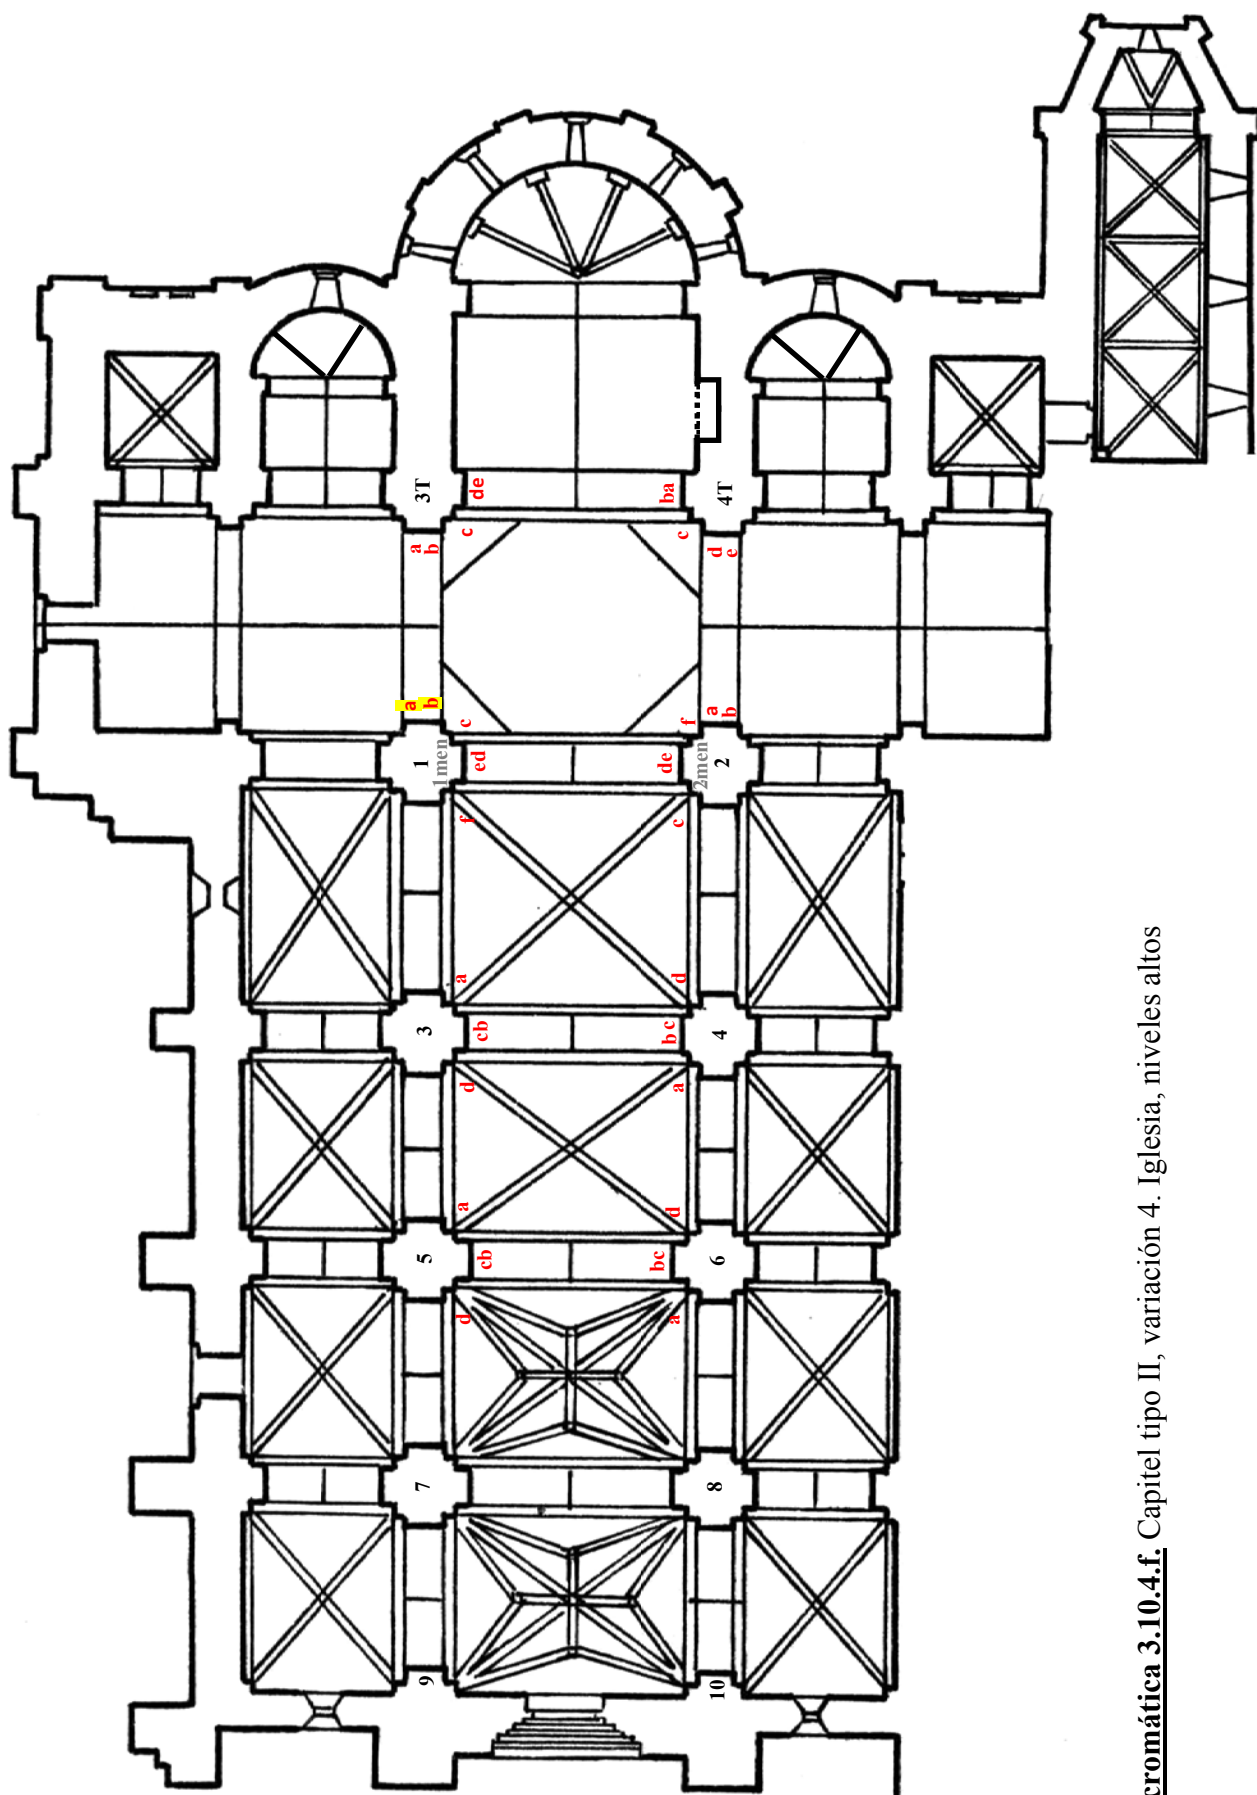 3T
de
ba
4T
a
b
c
c
d
e
a
b
c
f
a
b
1
1men
ed
de
2men
2
f
c
a
d
3
cb
b c
4
d
a
a
d
5
cb
bc
6
d
a
7
8
9
10
cromática 3.10.4.f. Capitel tipo II, variación 4. Iglesia, niveles altos